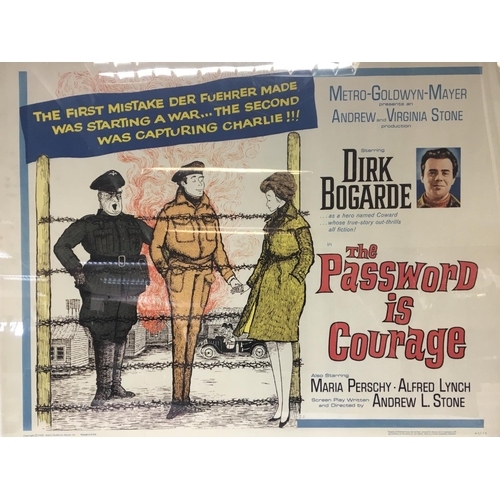 THE FIRST MISTAKE DER FUEHRER MADE
WAS STARTING A WAR... THE SECOND
WAS CAPTURING CHARLIE!!!
METRO-GOLDWYN-MAYER
presents an
ANDREW and VIRGINIA STONE
production
Starring
DIRK
BOGARDE
...as a hero named Coward
whose true-story out-thrills
all fiction!
in
The
Password
is
Courage
Also Starring
MARIA PERSCHY · ALFRED LYNCH
Screen Play Written
and Directed by ANDREW L. STONE